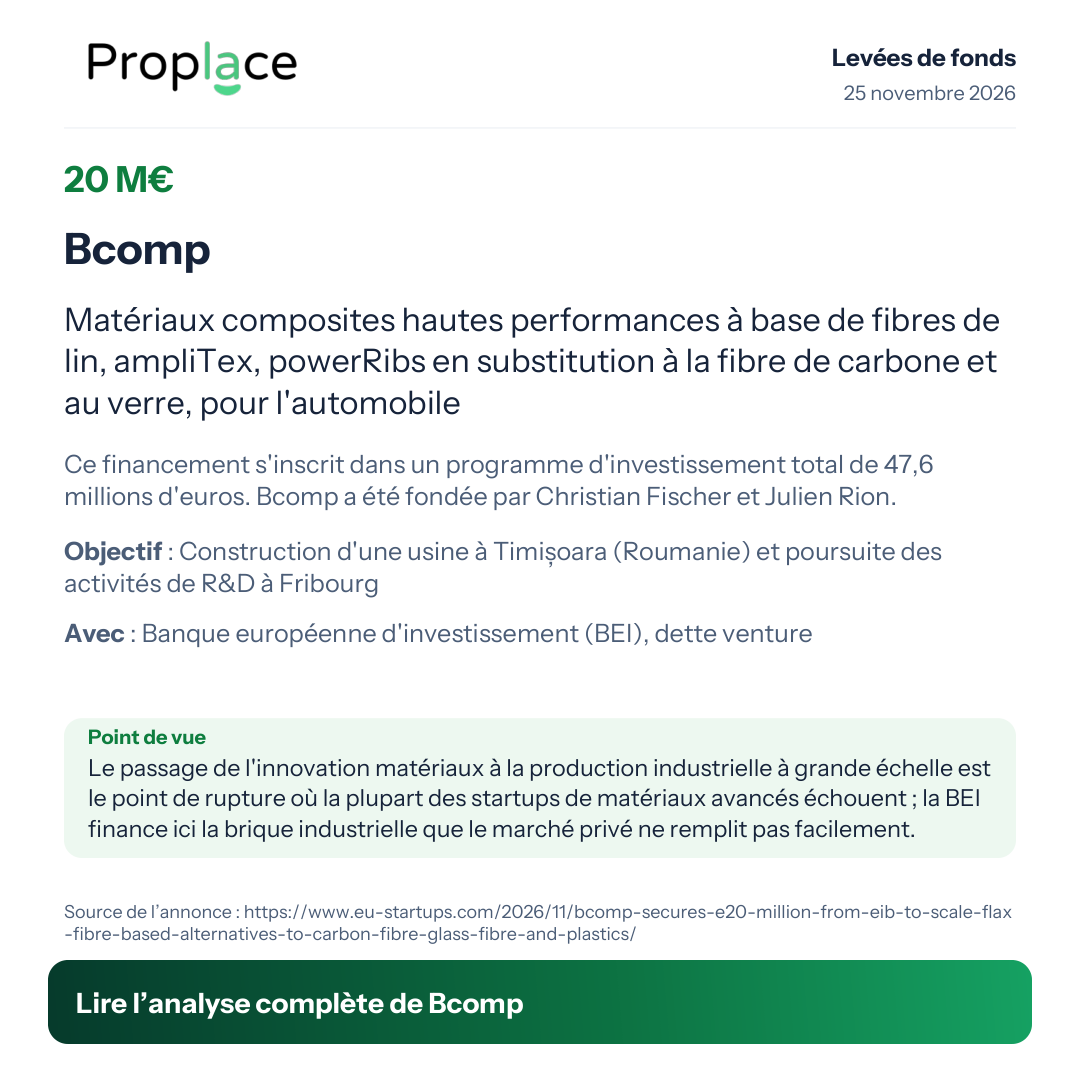 Proplace
Levées de fonds
25 novembre 2026
20 M€
Bcomp
Matériaux composites hautes performances à base de fibres de
lin, ampliTex, powerRibs en substitution à la fibre de carbone et
au verre, pour l'automobile
Ce financement s'inscrit dans un programme d'investissement total de 47,6
millions d'euros. Bcomp a été fondée par Christian Fischer et Julien Rion.
Objectif : Construction d'une usine à Timișoara (Roumanie) et poursuite des
activités de R&D à Fribourg
Avec : Banque européenne d'investissement (BEI), dette venture
Point de vue
Le passage de l'innovation matériaux à la production industrielle à grande échelle est
le point de rupture où la plupart des startups de matériaux avancés échouent ; la BEI
finance ici la brique industrielle que le marché privé ne remplit pas facilement.
Source de l’annonce : https://www.eu-startups.com/2026/11/bcomp-secures-e20-million-from-eib-to-scale-flax
-fibre-based-alternatives-to-carbon-fibre-glass-fibre-and-plastics/
Lire l’analyse complète de Bcomp